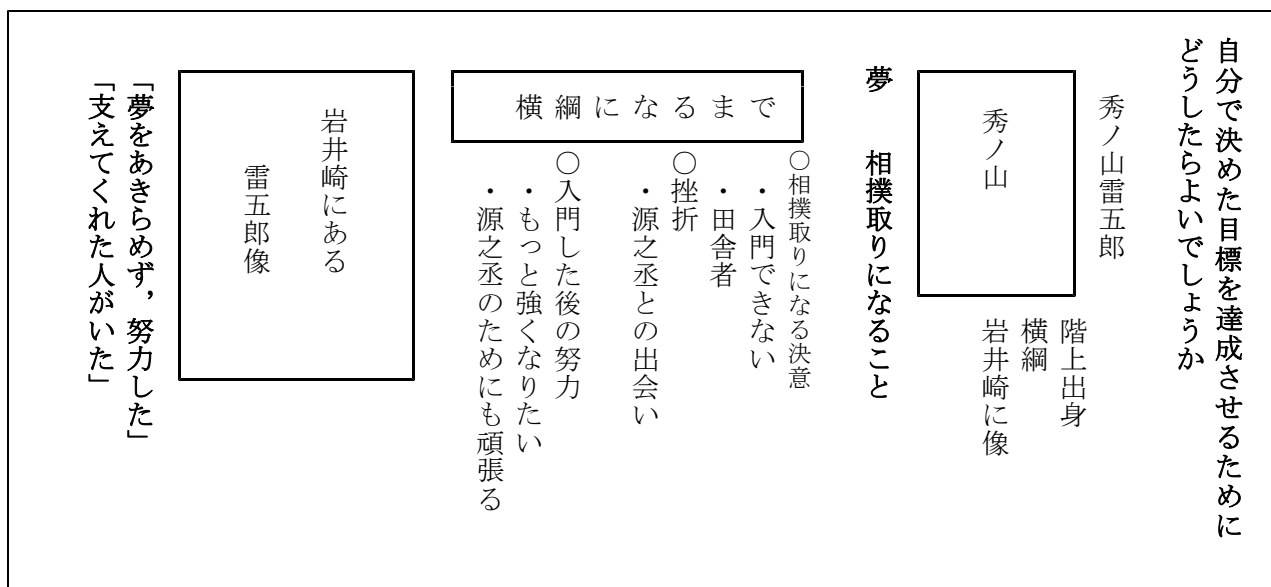 自分で決めた目標を達成させるために
どうしたらよいでしょうか
秀ノ山雷五郎
秀ノ山
階上出身
横綱
岩井崎に像
夢　相撲取りになること
横綱になるまで
〇相撲取りになる決意
・入門できない
・田舎者
〇挫折
・源之丞との出会い
〇入門した後の努力
・もっと強くなりたい
・源之丞のためにも頑張る
岩井崎にある
雷五郎像
「夢をあきらめず，努力した」
「支えてくれた人がいた」